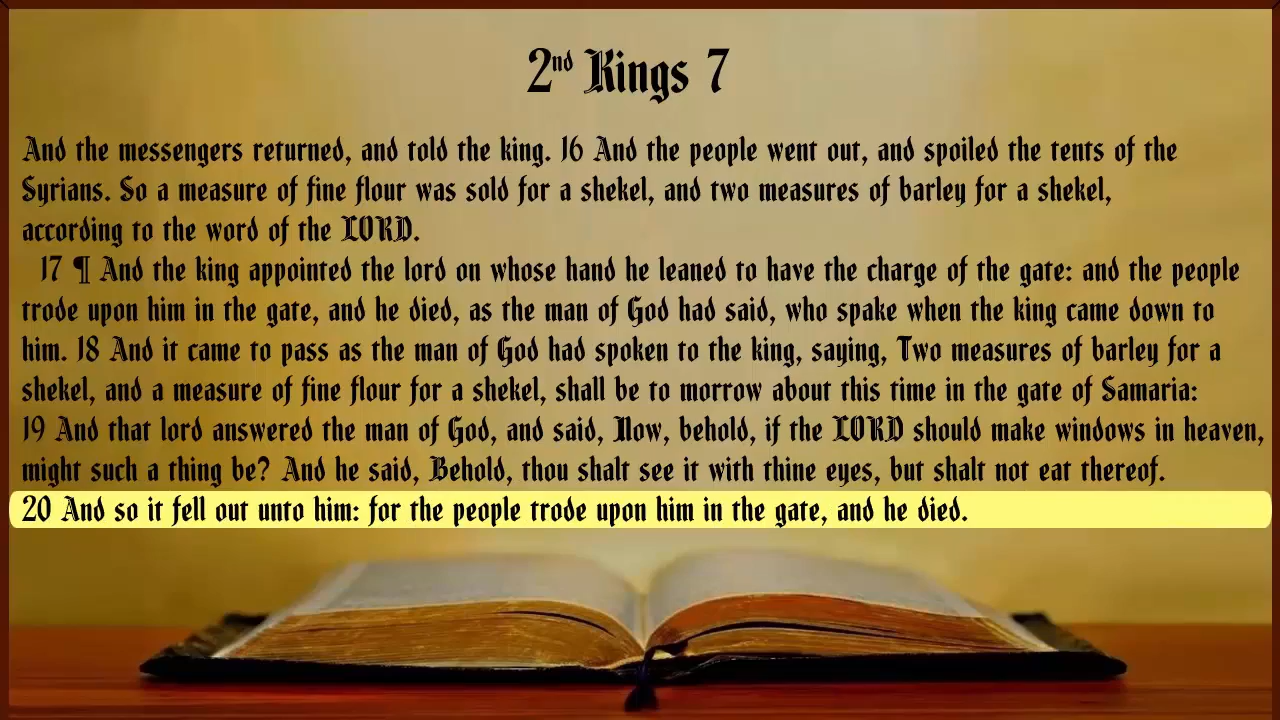 2nd Kings 7
And the messengers returned, and told the king. 16 And the people went out, and spoiled the tents of the
Syrians. So a measure of fine flour was sold for a shekel, and two measures of barley for a shekel,
according to the word of the LORD.
17 ¶ And the king appointed the lord on whose hand he leaned to have the charge of the gate: and the people
trode upon him in the gate, and he died, as the man of God had said, who spake when the king came down to
him. 18 And it came to pass as the man of God had spoken to the king, saying, Two measures of barley for a
shekel, and a measure of fine flour for a shekel, shall be to morrow about this time in the gate of Samaria:
19 And that lord answered the man of God, and said, Now, behold, if the LORD should make windows in heaven,
might such a thing be? And he said, Behold, thou shalt see it with thine eyes, but shalt not eat thereof.
20 And so it fell out unto him: for the people trode upon him in the gate, and he died.